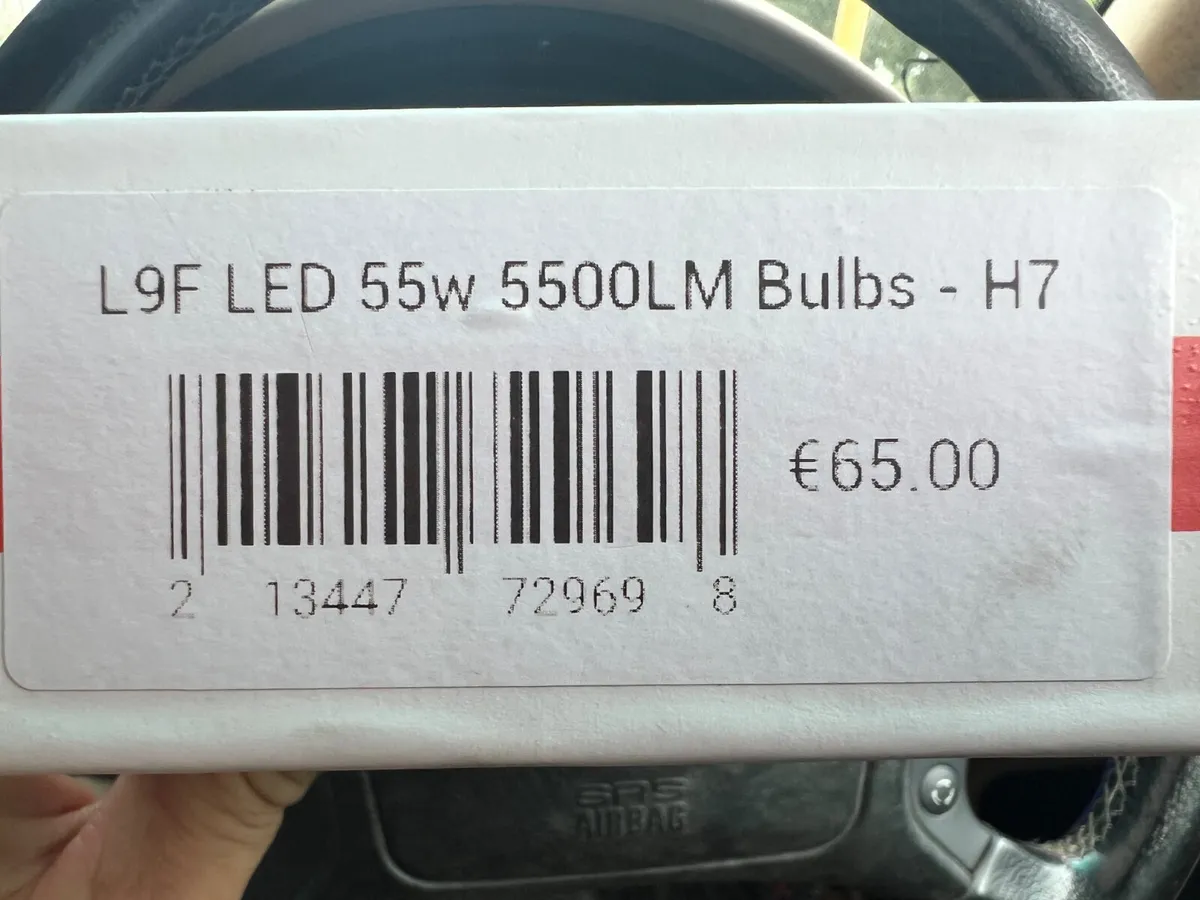 L9F LED 55w 5500LM Bulbs - H7
€65.00
2 13447 72969 8
SRS
AIRBAG